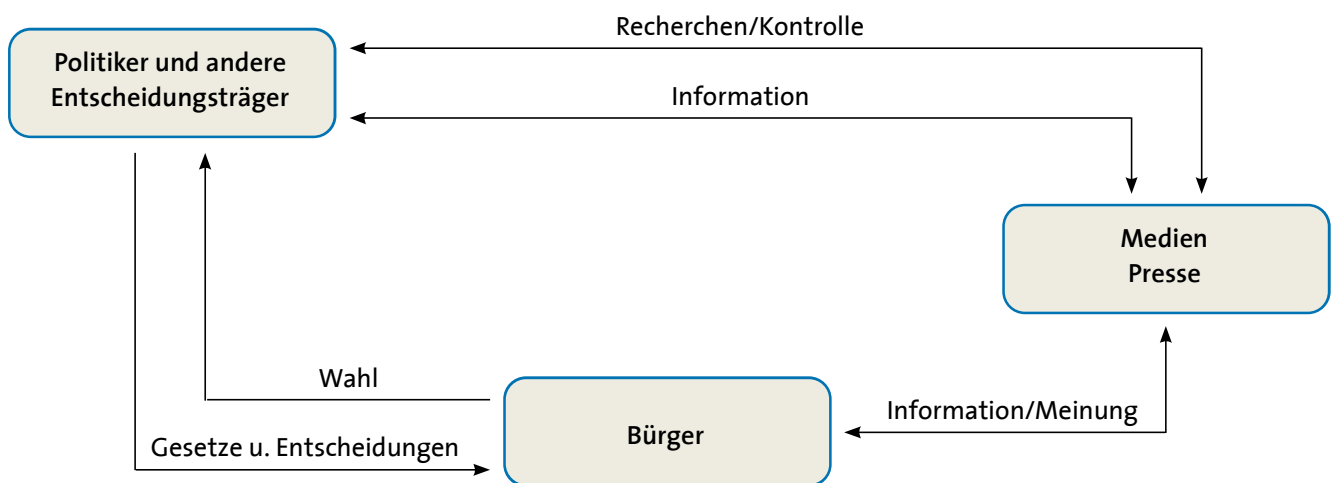 Recherchen/Kontrolle
Politiker und andere
Entscheidungsträger
Information
Medien
Presse
Wahl
Information/Meinung
Bürger
Gesetze u. Entscheidungen